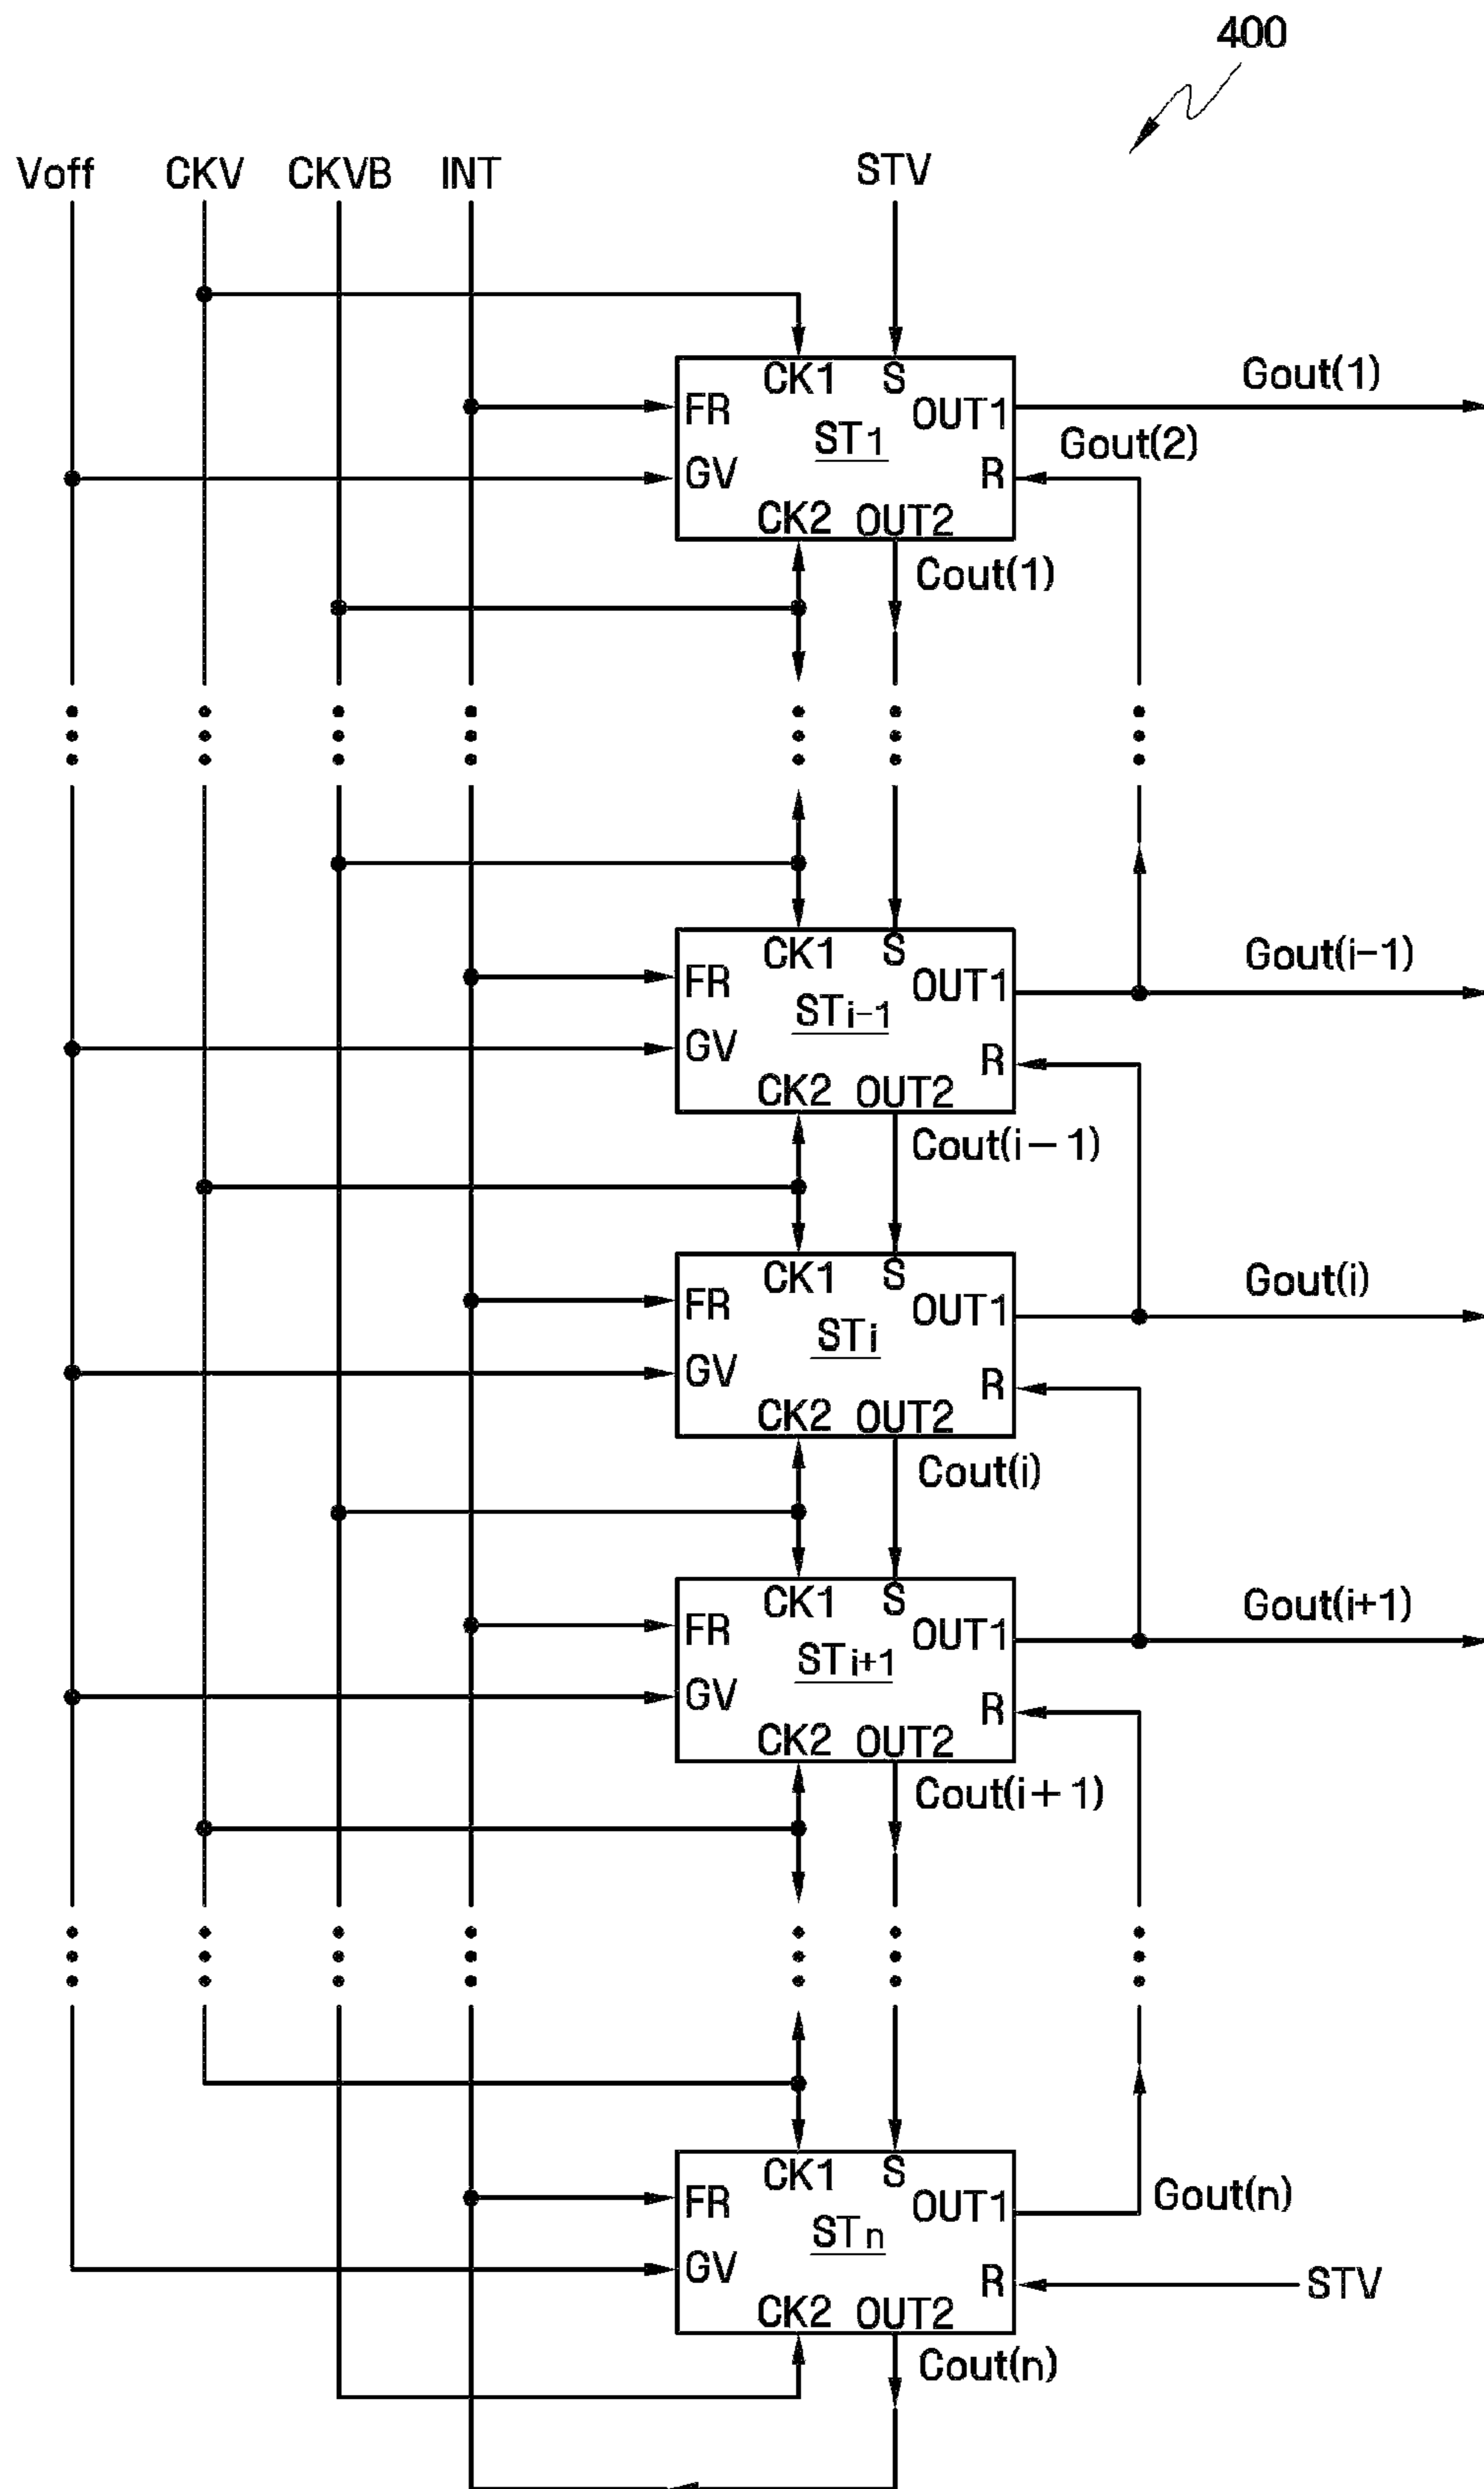 400
Voff CKV CKVB INT STV
CK1 S
FR OUT1 Gout(1)
ST1 Gout(2)
GV R
CK2 OUT2
Cout(1)
CK1 S Gout(i-1)
FR OUT1
STi-1
GV R
CK2 OUT2
Cout(i-1)
CK1 S Gout(i)
FR OUT1
STi
GV R
CK2 OUT2
Cout(i)
CK1 S Gout(i+1)
FR OUT1
STi+1
GV R
CK2 OUT2
Cout(i+1)
CK1 S
FR OUT1 Gout(n)
STn
GV R STV
CK2 OUT2
Cout(n)